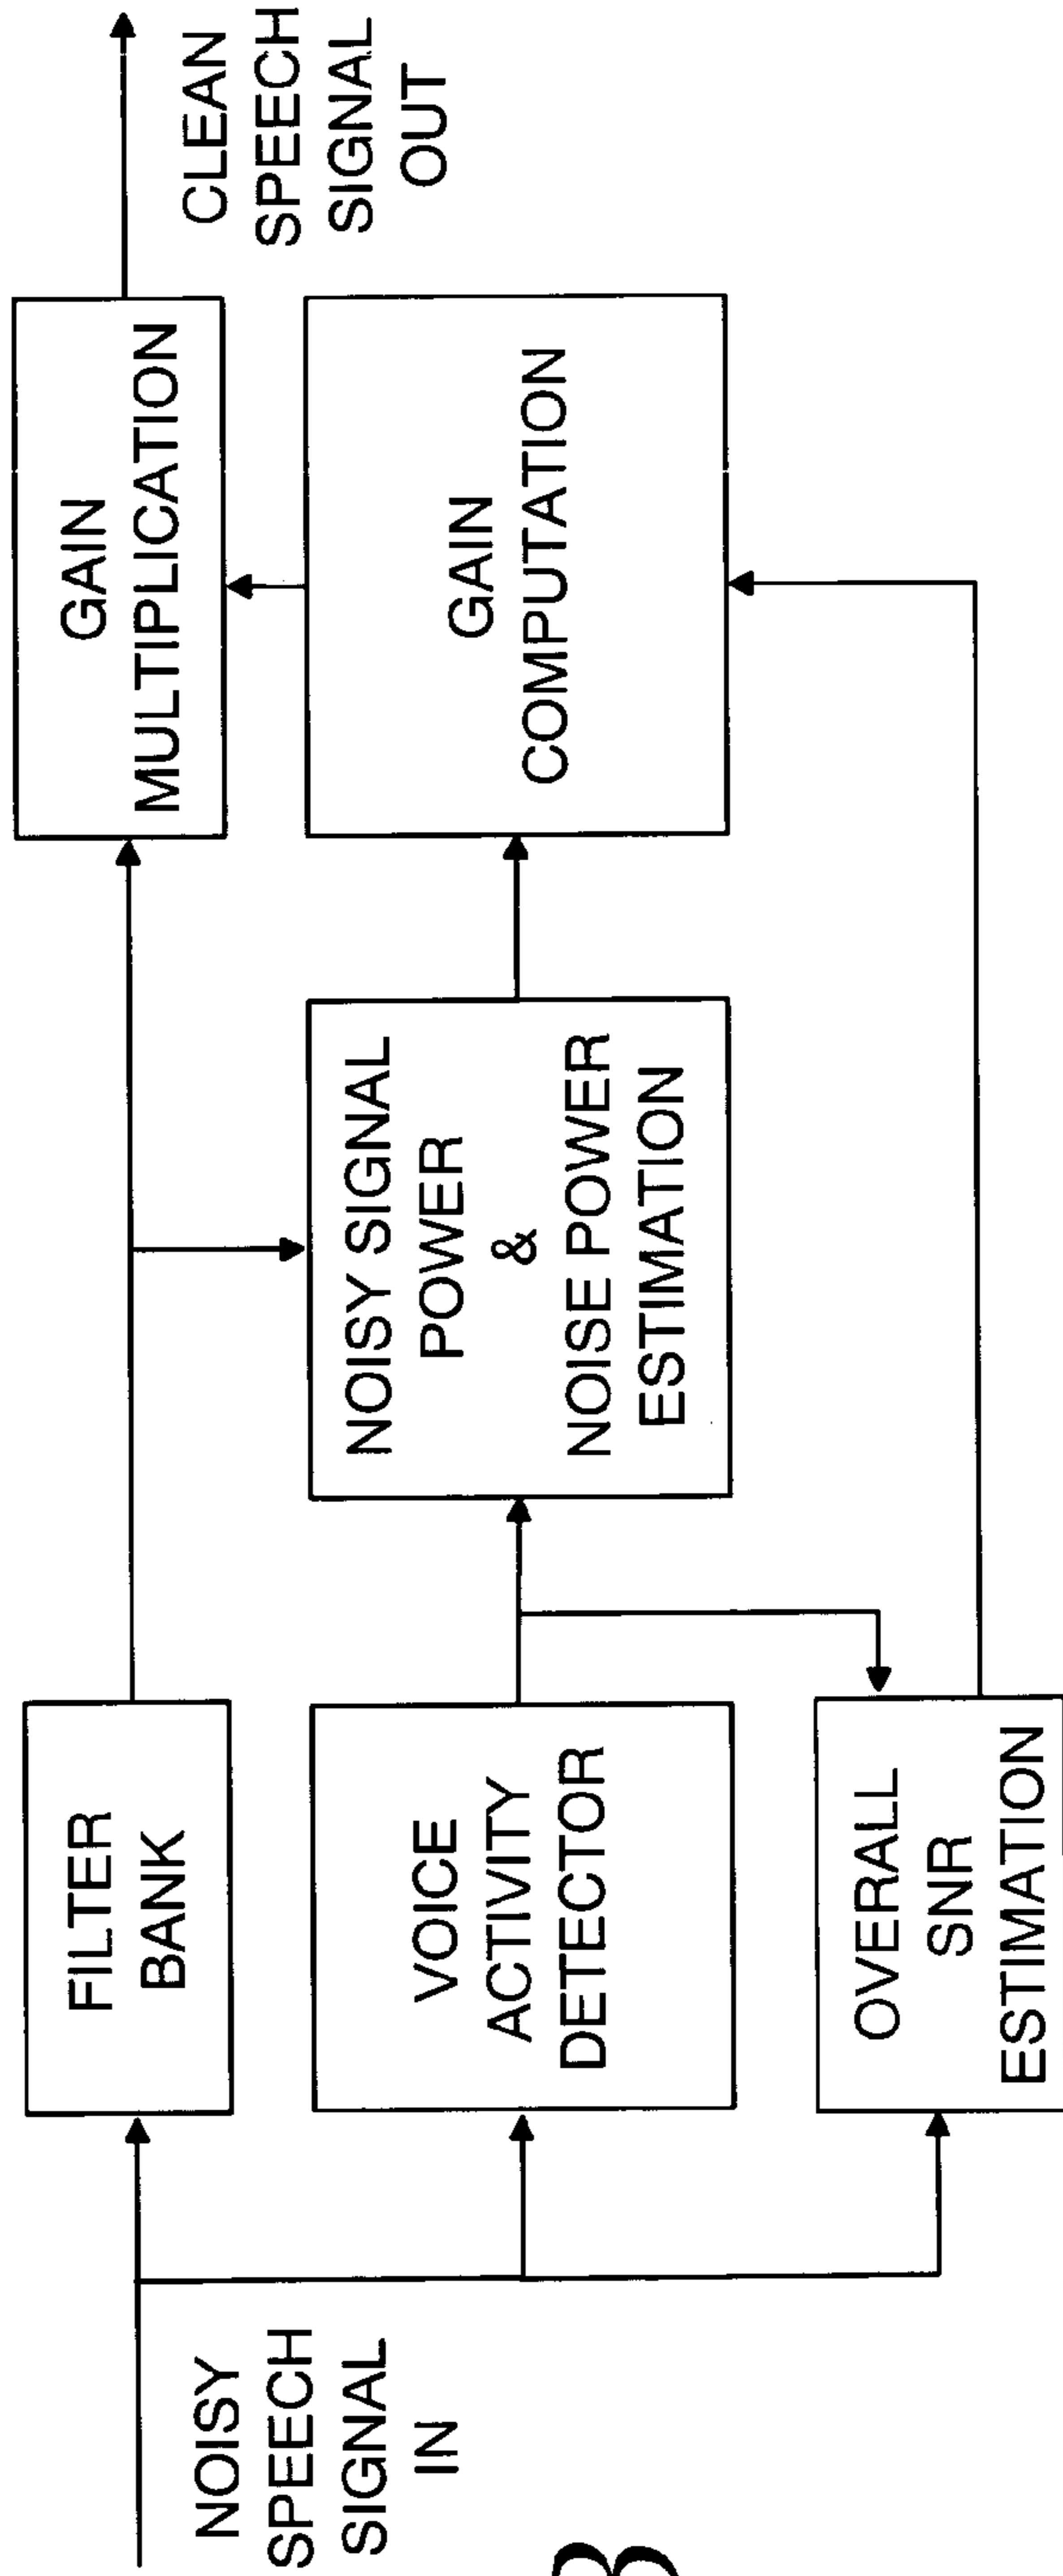 NOISY
SPEECH
SIGNAL
IN
FILTER
BANK
VOICE
ACTIVITY
DETECTOR
OVERALL
SNR
ESTIMATION
NOISY SIGNAL
POWER
&
NOISE POWER
ESTIMATION
GAIN
MULTIPLICATION
GAIN
COMPUTATION
CLEAN
SPEECH
SIGNAL
OUT
3